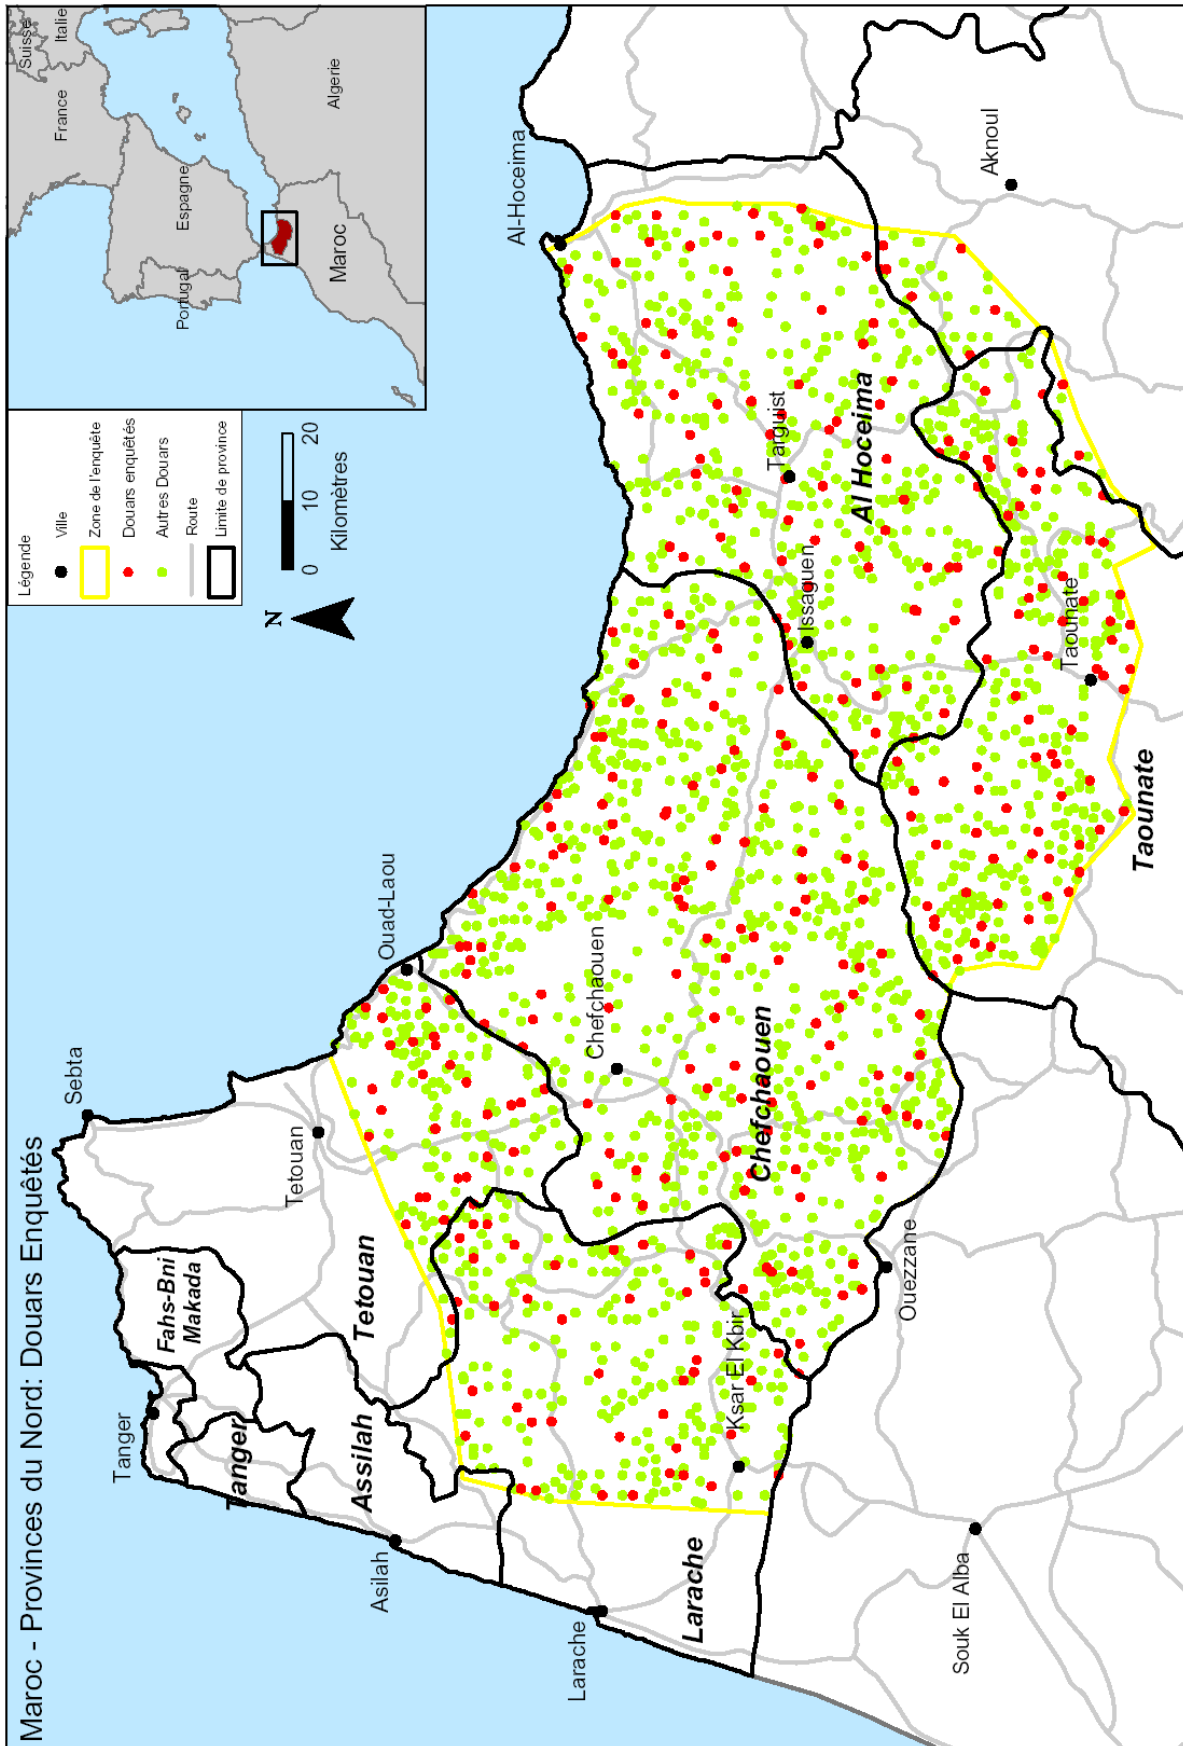 Maroc - Provinces du Nord: Douars Enquêtés
Légende
Ville
Zone de l'enquête
Douars enquêtés
Autres Douars
Route
Limite de province
N
0 10 20
Kilomètres
Suisse
Italie
France
Espagne
Portugal
Algerie
Maroc
Sebta
Tanger
Fahs-Bni
Makada
Tetouan
Tanger
Assilah
Tetouan
Asilah
Ouad-Laou
Al-Hoceima
Larache
Chefchaouen
Larache
Ksar El Kbir
Chefchaouen
Targuist
Issaguen
Al Hoceima
Ouezzane
Aknoul
Souk El Alba
Taounate
Taounate